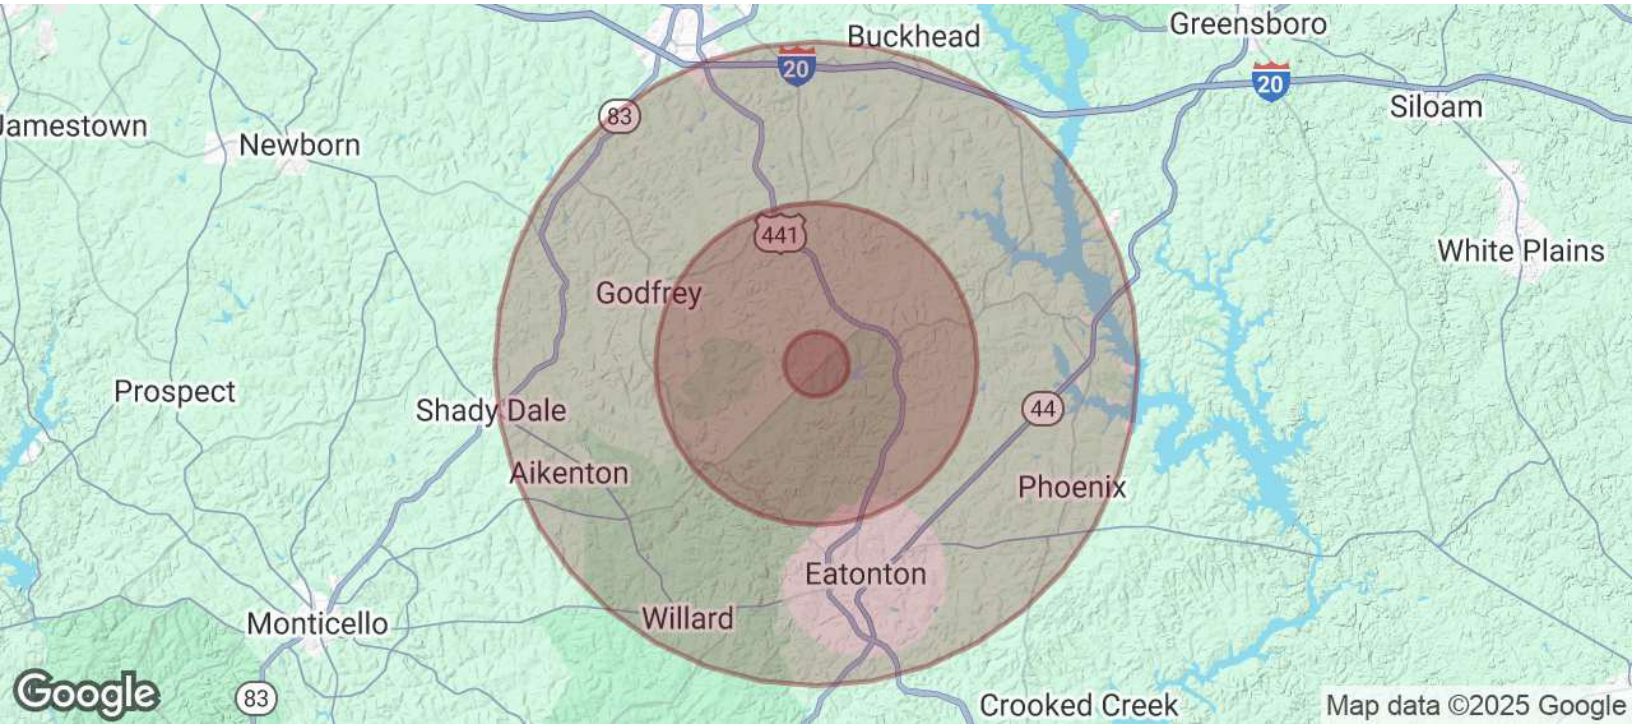 Buckhead
Greensboro
20
20
83
Siloam
Jamestown
Newborn
441
White Plains
Godfrey
Prospect
Shady Dale
44
Aikenton
Phoenix
Eatonton
Willard
Monticello
Google
83
Crooked Creek
Map data ©2025 Google